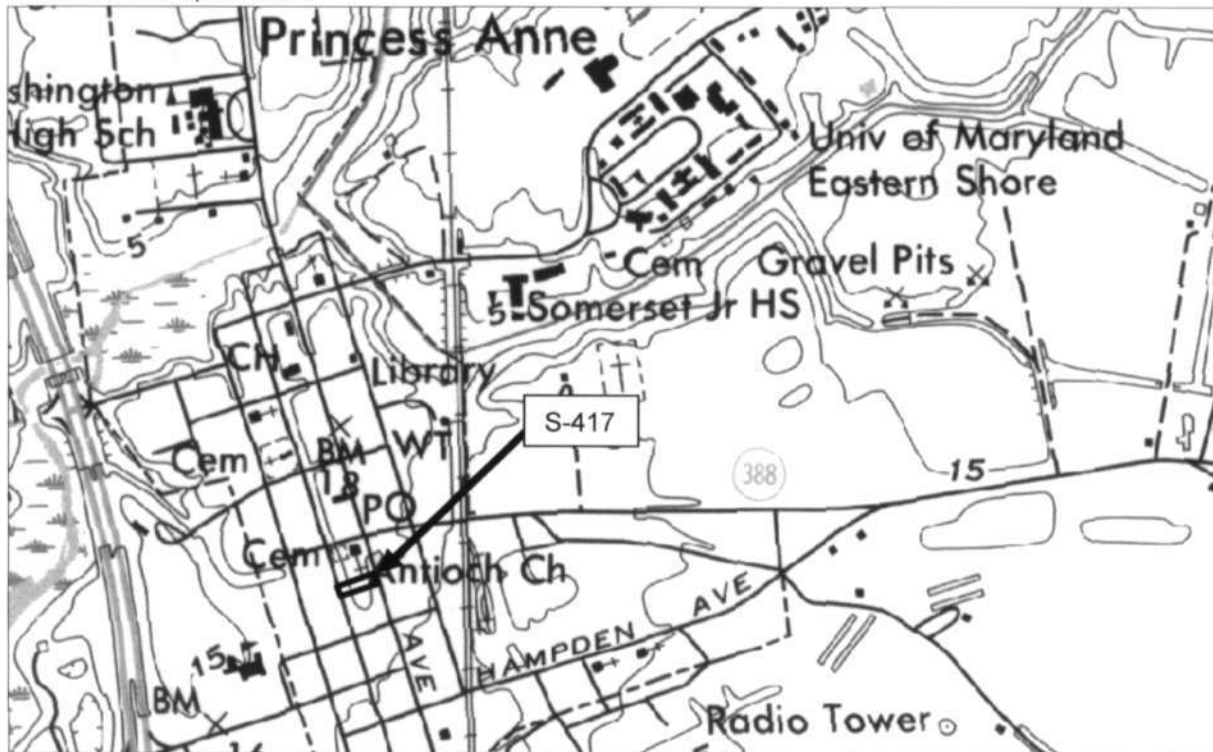 Princess Anne
shington
High Sch
Univ of Maryland
Eastern Shore
5
Cem
Gravel Pits
5
Somerset Jr HS
CH
Library
S-417
BM
18
WT
Cem
388
15
PO
Cem
Antioch Ch
AVE
HAMPDEN AVE
15
BM
Radio Tower